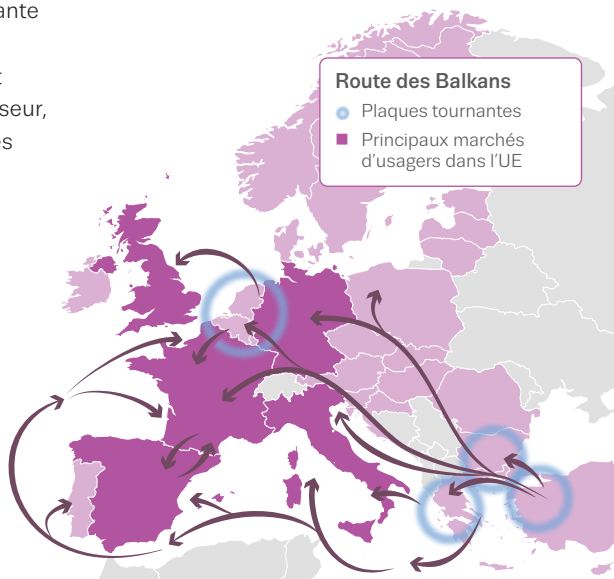 ante
t
seur,
es
Route des Balkans
Plaques tournantes
Principaux marchés
d'usagers dans l'UE